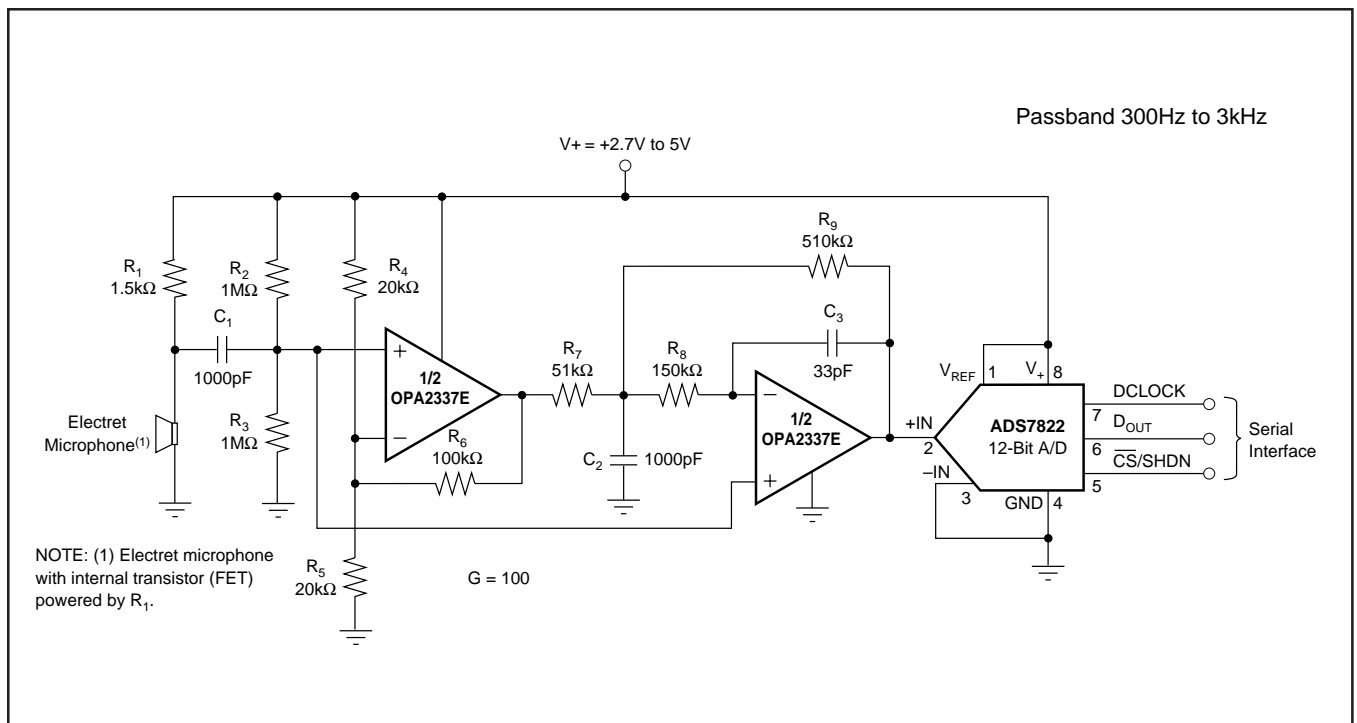 Passband 300Hz to 3kHz
V+ = +2.7V to 5V
R1
1.5kΩ
R2
1MΩ
R4
20kΩ
R9
510kΩ
C1
1000pF
C3
33pF
+
1/2
OPA2337E
−
R7
51kΩ
R8
150kΩ
−
1/2
OPA2337E
+
VREF
1
V+
8
DCLOCK
7
+IN
2
ADS7822
12-Bit A/D
DOUT
6
CS/SHDN
5
–IN
3
GND
4
Serial
Interface
Electret
Microphone(1)
R3
1MΩ
R6
100kΩ
C2
1000pF
R5
20kΩ
G = 100
NOTE: (1) Electret microphone
with internal transistor (FET)
powered by R1.